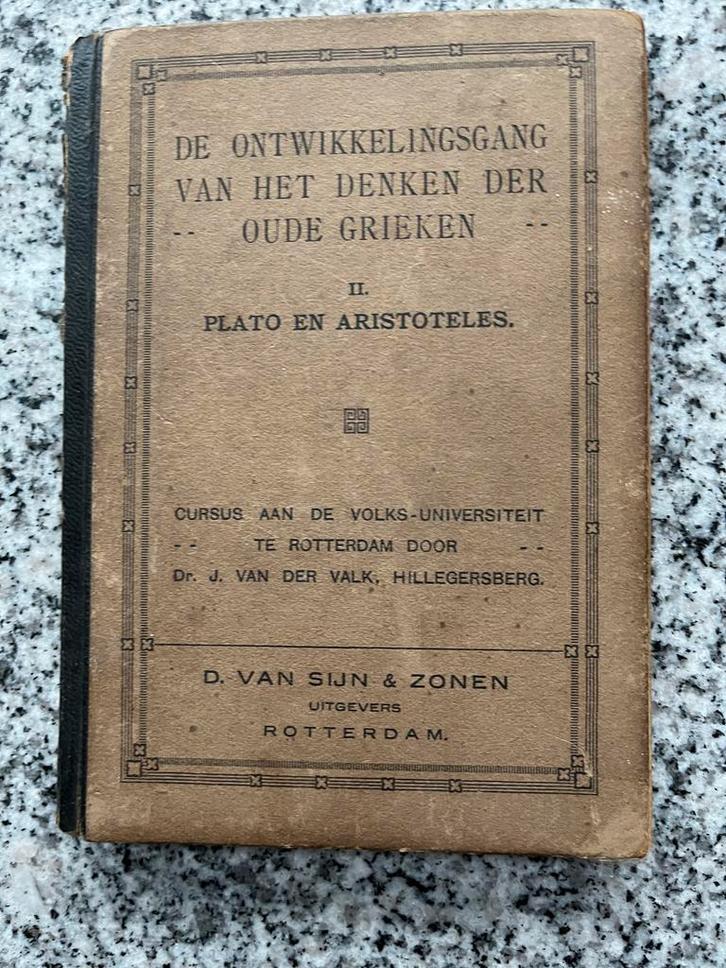 DE ONTWIKKELINGSGANG
VAN HET DENKEN DER
-- OUDE GRIEKEN --
II.
PLATO EN ARISTOTELES.
CURSUS AAN DE VOLKS-UNIVERSITEIT
-- TE ROTTERDAM DOOR --
Dr. J. VAN DER VALK, HILLEGERSBERG.
D. VAN SIJN & ZONEN
UITGEVERS
ROTTERDAM.